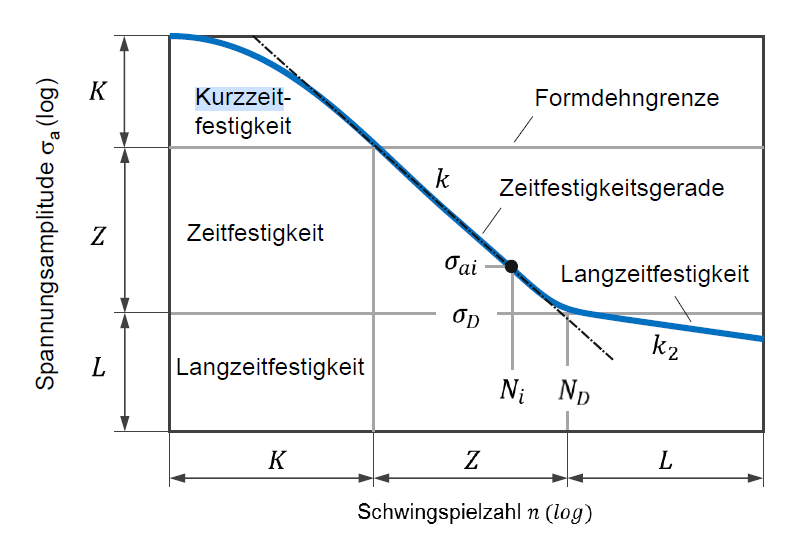 Spannungsamplitude σa (log)
K
Kurzzeit-
festigkeit
Formdehngrenze
k
Zeitfestigkeitsgerade
Z
Zeitfestigkeit
σai
Langzeitfestigkeit
σD
k2
L
Langzeitfestigkeit
Ni
ND
K
Z
L
Schwingspielzahl n (log)